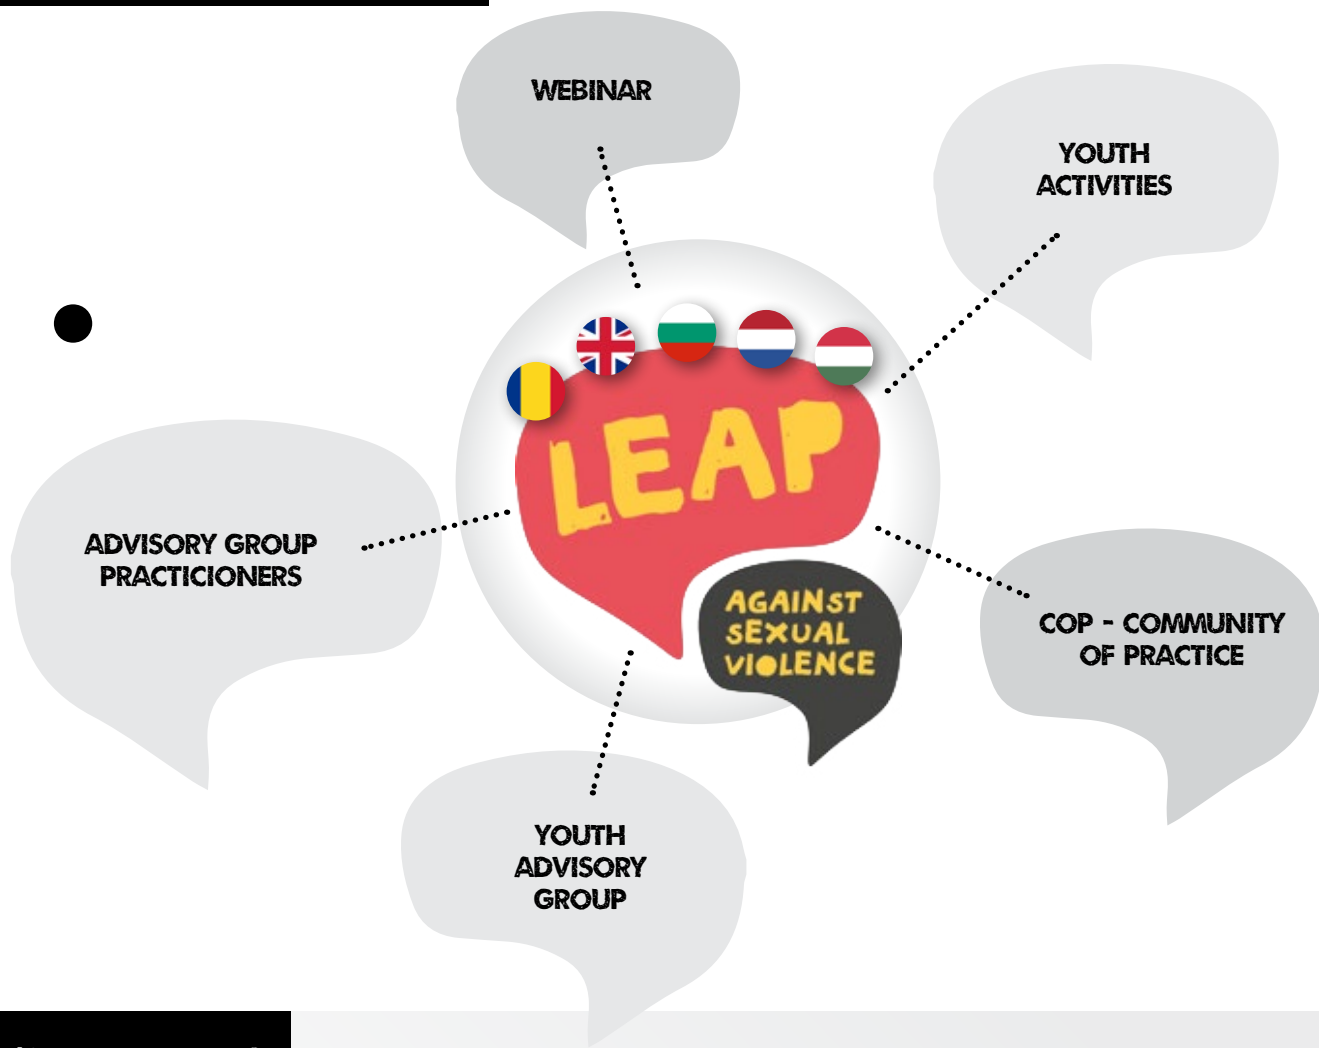 WEBINAR
YOUTH
ACTIVITIES
LEAP
AGAINST
SEXUAL
VIOLENCE
ADVISORY GROUP
PRACTICIONERS
COP - COMMUNITY
OF PRACTICE
YOUTH
ADVISORY
GROUP